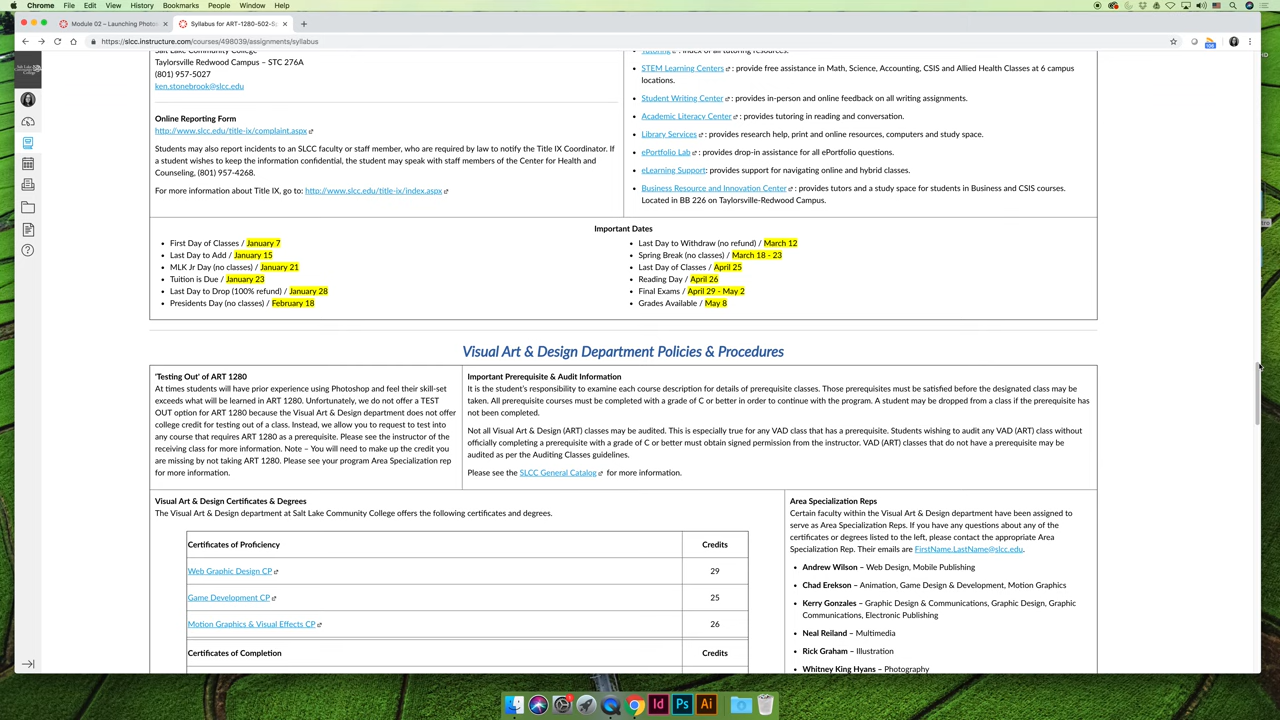 Chrome File Edit View History Bookmarks People Window Help
Module 02 – Launching Photos
Syllabus for ART-1280-502-S
https://slcc.instructure.com/courses/498039/assignments/syllabus
108
Salt Lake Community College
Taylorsville Redwood Campus – STC 276A
(801) 957-5027
ken.stonebrook@slcc.edu
Online Reporting Form
http://www.slcc.edu/title-ix/complaint.aspx
Students may also report incidents to an SLCC faculty or staff member, who are required by law to notify the Title IX Coordinator. If
a student wishes to keep the information confidential, the student may speak with staff members of the Center for Health and
Counseling, (801) 957-4268.
For more information about Title IX, go to: http://www.slcc.edu/title-ix/index.aspx
Tutoring : index of all tutoring resources.
STEM Learning Centers : provide free assistance in Math, Science, Accounting, CSIS and Allied Health Classes at 6 campus
locations.
Student Writing Center : provides in-person and online feedback on all writing assignments.
Academic Literacy Center : provides tutoring in reading and conversation.
Library Services : provides research help, print and online resources, computers and study space.
ePortfolio Lab : provides drop-in assistance for all ePortfolio questions.
eLearning Support: provides support for navigating online and hybrid classes.
Business Resource and Innovation Center : provides tutors and a study space for students in Business and CSIS courses.
Located in BB 226 on Taylorsville-Redwood Campus.
Important Dates
First Day of Classes / January 7
Last Day to Add / January 15
MLK Jr Day (no classes) / January 21
Tuition is Due / January 23
Last Day to Drop (100% refund) / January 28
Presidents Day (no classes) / February 18
Last Day to Withdraw (no refund) / March 12
Spring Break (no classes) / March 18 - 23
Last Day of Classes / April 25
Reading Day / April 26
Final Exams / April 29 - May 2
Grades Available / May 8
Visual Art & Design Department Policies & Procedures
'Testing Out' of ART 1280
At times students will have prior experience using Photoshop and feel their skill-set
exceeds what will be learned in ART 1280. Unfortunately, we do not offer a TEST
OUT option for ART 1280 because the Visual Art & Design department does not offer
college credit for testing out of a class. Instead, we allow you to request to test into
any course that requires ART 1280 as a prerequisite. Please see the instructor of the
receiving class for more information. Note – You will need to make up the credit you
are missing by not taking ART 1280. Please see your program Area Specialization rep
for more information.
Important Prerequisite & Audit Information
It is the student's responsibility to examine each course description for details of prerequisite classes. Those prerequisites must be satisfied before the designated class may be
taken. All prerequisite courses must be completed with a grade of C or better in order to continue with the program. A student may be dropped from a class if the prerequisite has
not been completed.
Not all Visual Art & Design (ART) classes may be audited. This is especially true for any VAD class that has a prerequisite. Students wishing to audit any VAD (ART) class without
officially completing a prerequisite with a grade of C or better must obtain signed permission from the instructor. VAD (ART) classes that do not have a prerequisite may be
audited as per the Auditing Classes guidelines.
Please see the SLCC General Catalog for more information.
Visual Art & Design Certificates & Degrees
The Visual Art & Design department at Salt Lake Community College offers the following certificates and degrees.
Certificates of Proficiency Credits
Web Graphic Design CP 29
Game Development CP 25
Motion Graphics & Visual Effects CP 26
Certificates of Completion Credits
Area Specialization Reps
Certain faculty within the Visual Art & Design department have been assigned to
serve as Area Specialization Reps. If you have any questions about any of the
certificates or degrees listed to the left, please contact the appropriate Area
Specialization Rep. Their emails are FirstName.LastName@slcc.edu.
Andrew Wilson – Web Design, Mobile Publishing
Chad Erekson – Animation, Game Design & Development, Motion Graphics
Kerry Gonzales – Graphic Design & Communications, Graphic Design, Graphic
Communications, Electronic Publishing
Neal Reiland – Multimedia
Rick Graham – Illustration
Whitney King Hyans – Photography
Id Ps Ai